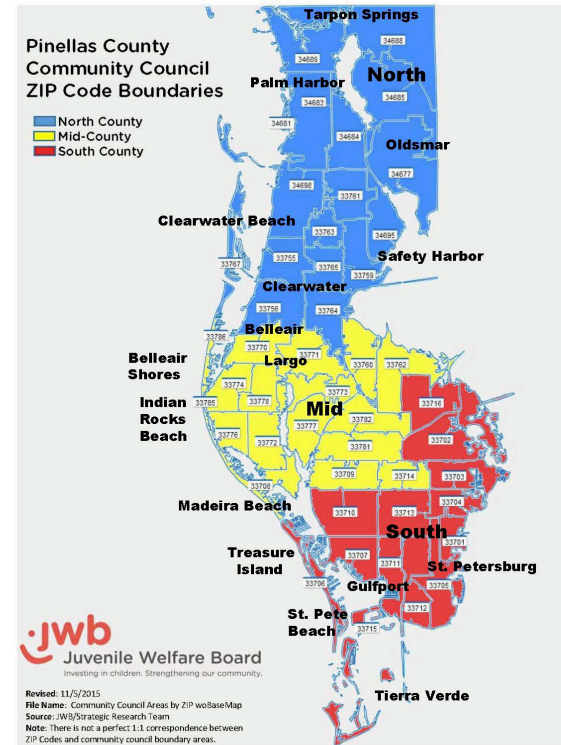 Pinellas County
Community Council
ZIP Code Boundaries
North County
Mid-County
South County
Tarpon Springs
34688
34689
North
Palm Harbor
34683
34685
34681
34684
Oldsmar
34677
34698
33761
Clearwater Beach
33763
34695
33755
Safety Harbor
33767
33765
33759
Clearwater
33756
33764
Belleair
33786
33770
33771
Belleair
Shores
Largo
33760
33762
33774
33773
Indian
Rocks
Beach
33785
33778
Mid
33716
33776
33777
33782
33772
33781
33702
33709
33714
33703
33708
Madeira Beach
33704
33710
33713
South
33701
Treasure
Island
33707
33711
St. Petersburg
33706
Gulfport
33705
St. Pete
Beach
33712
33715
Tierra Verde
jwb
Juvenile Welfare Board
Investing in children. Strengthening our community.
Revised: 11/5/2015
File Name: Community Council Areas by ZIP woBaseMap
Source: JWB/Strategic Research Team
Note: There is not a perfect 1:1 correspondence between
ZIP Codes and community council boundary areas.